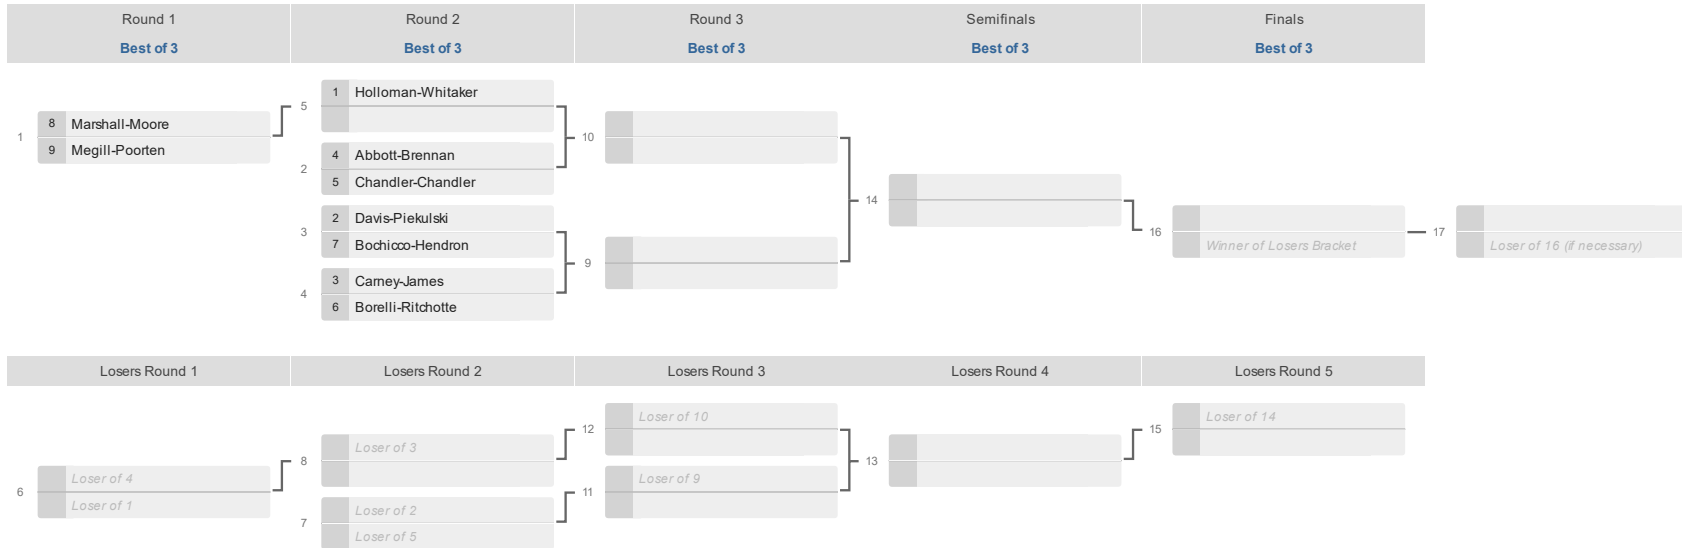 Round 1 Round 2 Round 3 Semifinals Finals
Best of 3 Best of 3 Best of 3 Best of 3 Best of 3
1
8 Marshall-Moore
9 Megill-Poorten
5
1 Holloman-Whitaker
2
4 Abbott-Brennan
5 Chandler-Chandler
3
2 Davis-Piekulski
7 Bochicco-Hendron
4
3 Carney-James
6 Borelli-Ritchotte
10
9
14
16
Winner of Losers Bracket
17
Loser of 16 (if necessary)
Losers Round 1 Losers Round 2 Losers Round 3 Losers Round 4 Losers Round 5
6
Loser of 4
Loser of 1
8
Loser of 3
7
Loser of 2
Loser of 5
12
Loser of 10
11
Loser of 9
13
15
Loser of 14